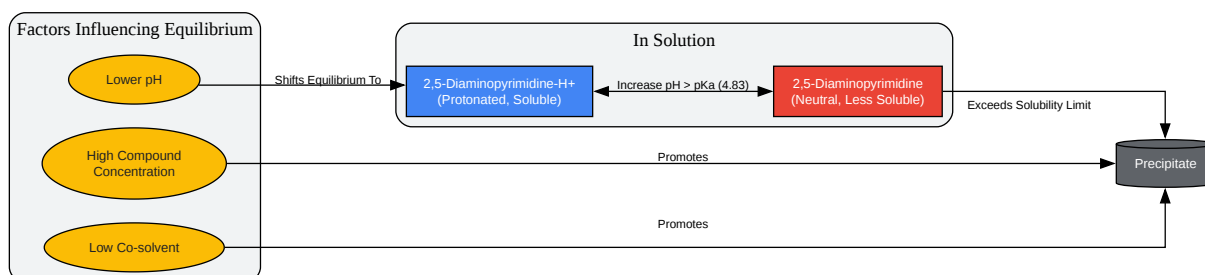 Factors Influencing Equilibrium
In Solution
Lower pH
Shifts Equilibrium To
2,5-Diaminopyrimidine-H+
(Protonated, Soluble)
Increase pH > pKa (4.83)
2,5-Diaminopyrimidine
(Neutral, Less Soluble)
Exceeds Solubility Limit
High Compound
Concentration
Promotes
Precipitate
Low Co-solvent
Promotes